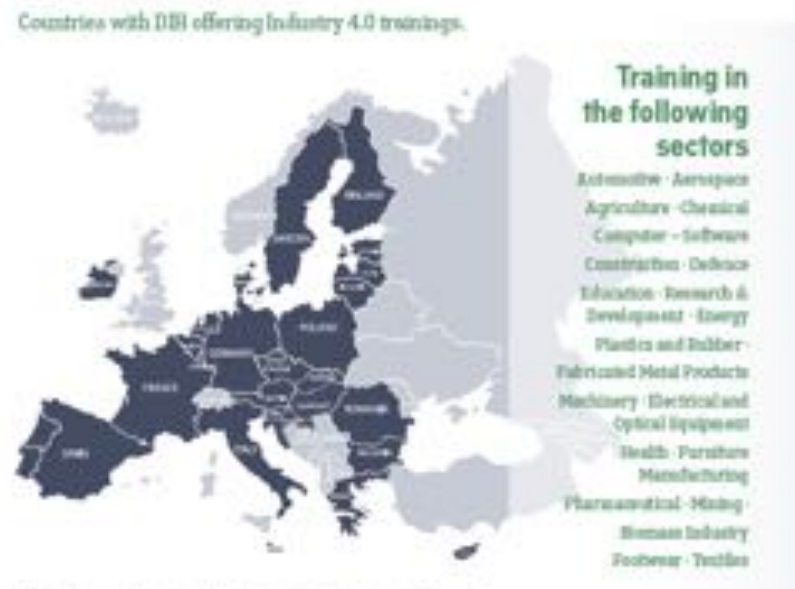 Countries with DIH offering Industry 4.0 trainings.
Training in
the following
sectors
Automotive · Aerospace
Agriculture · Chemical
Computer – Software
Construction · Defence
Education · Research &
Development · Energy
Plastics and Rubber ·
Fabricated Metal Products
Machinery · Electrical and
Optical Equipment
Health · Furniture
Manufacturing
Pharmaceutical · Mining ·
Biomass Industry
Footwear · Textiles
FINLAND
SWEDEN
POLAND
GERMANY
FRANCE
ROMANIA
SPAIN
ITALY